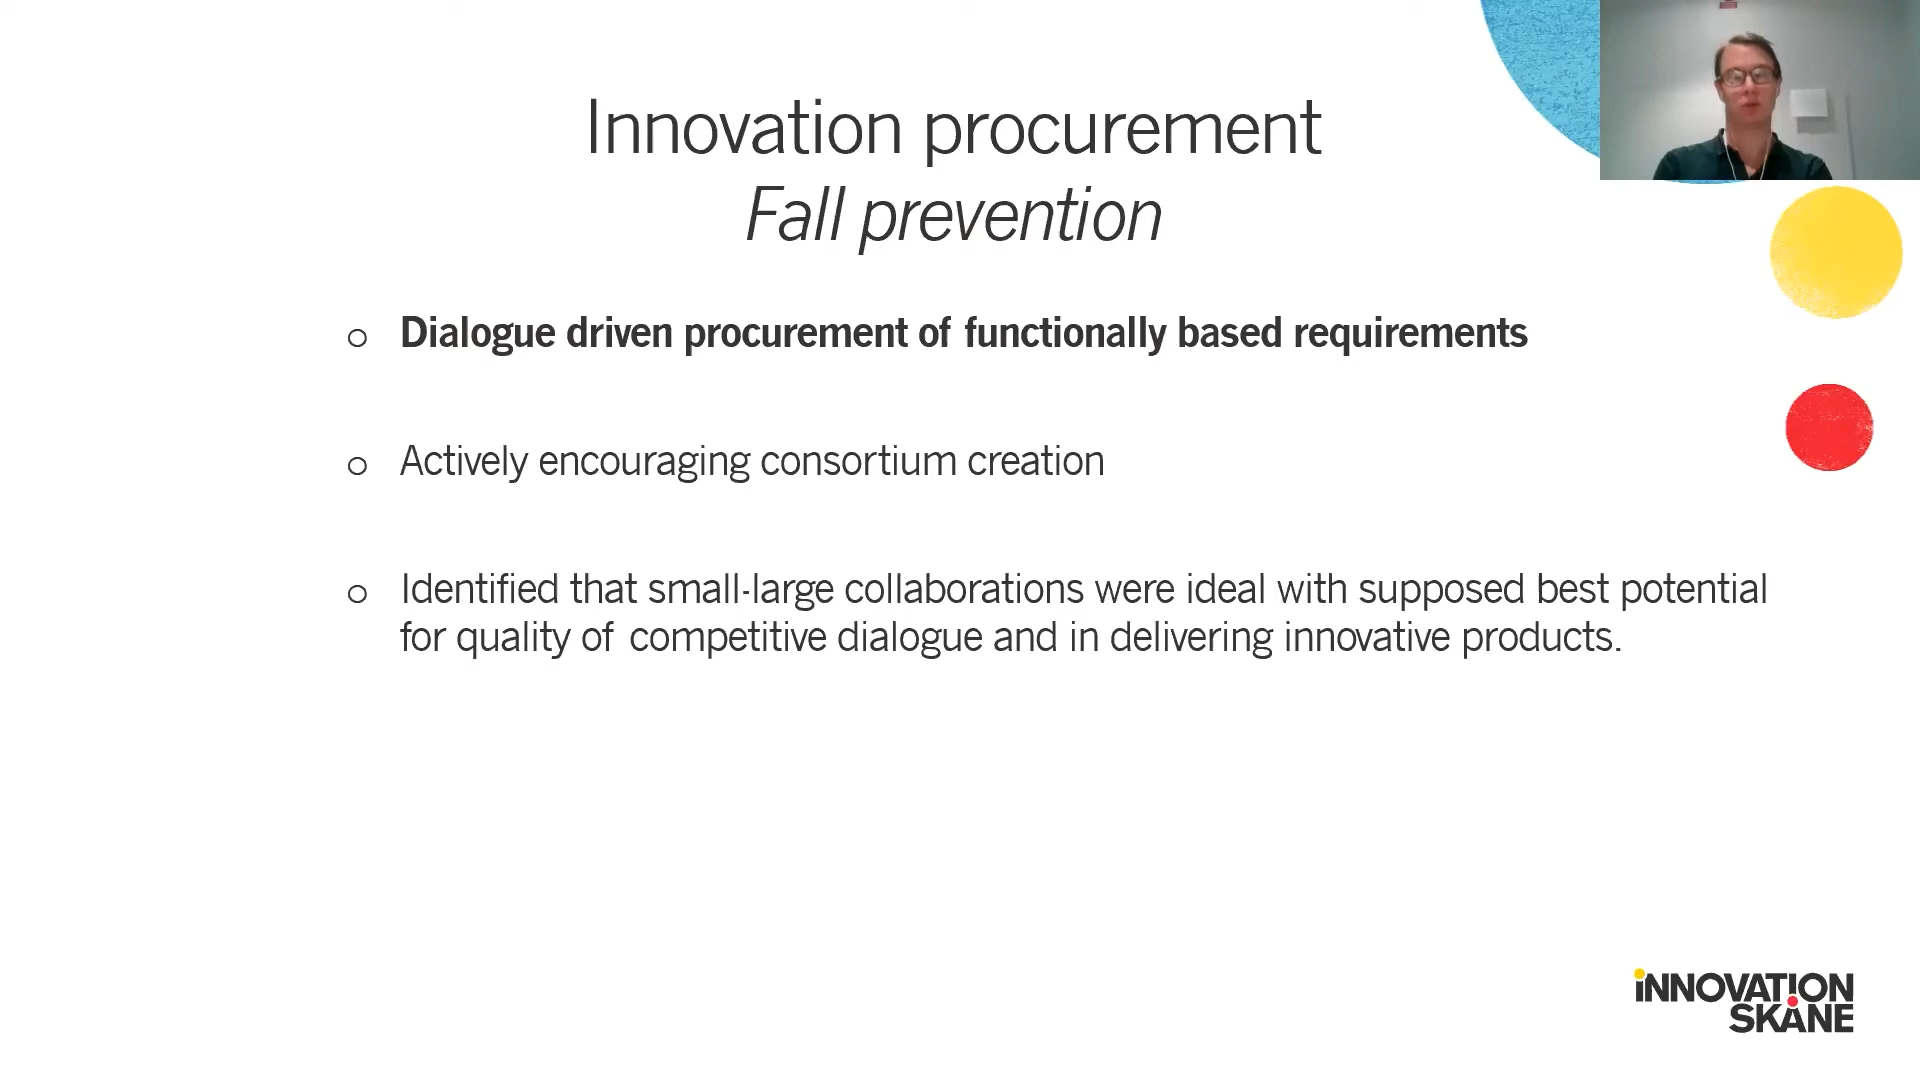 Innovation procurement
Fall prevention
Dialogue driven procurement of functionally based requirements
Actively encouraging consortium creation
Identified that small-large collaborations were ideal with supposed best potential
for quality of competitive dialogue and in delivering innovative products.
INNOVATION
SKÅNE